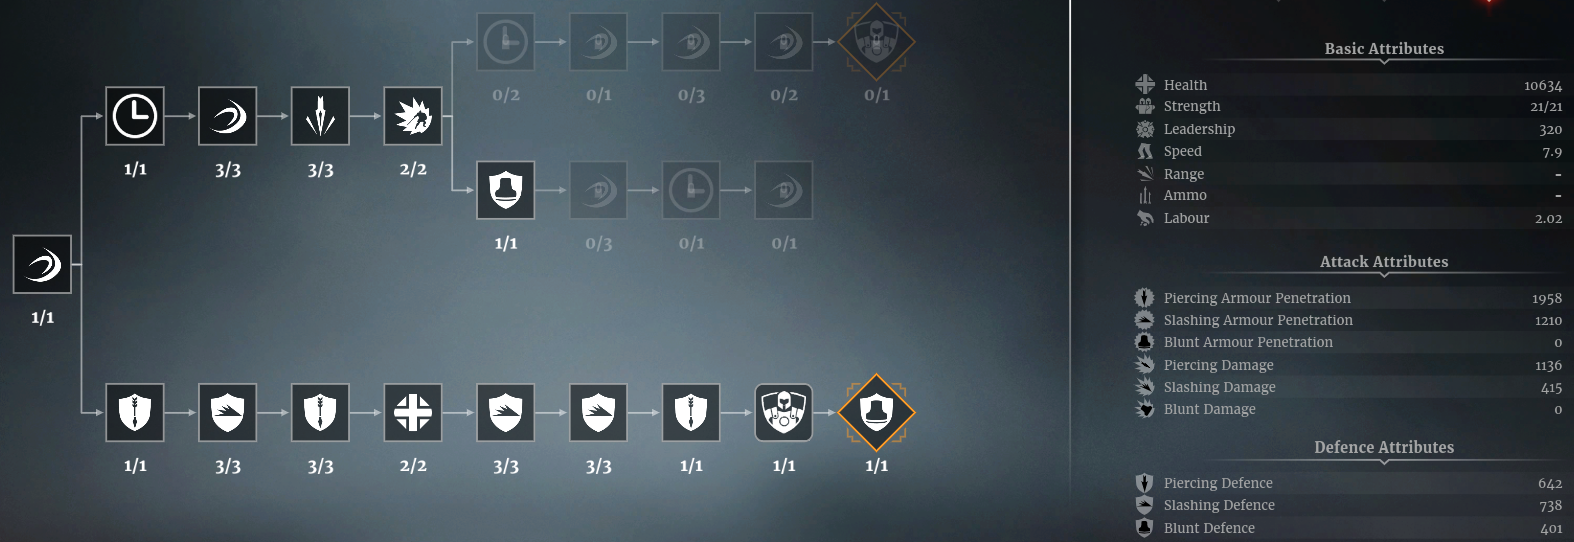 0/2 0/1 0/3 0/2 0/1
1/1 3/3 3/3 2/2
1/1 0/3 0/1 0/1
1/1
1/1 3/3 3/3 2/2 3/3 3/3 1/1 1/1 1/1
Basic Attributes
Health 10634
Strength 21/21
Leadership 320
Speed 7.9
Range -
Ammo -
Labour 2.02
Attack Attributes
Piercing Armour Penetration 1958
Slashing Armour Penetration 1210
Blunt Armour Penetration 0
Piercing Damage 1136
Slashing Damage 415
Blunt Damage 0
Defence Attributes
Piercing Defence 642
Slashing Defence 738
Blunt Defence 401